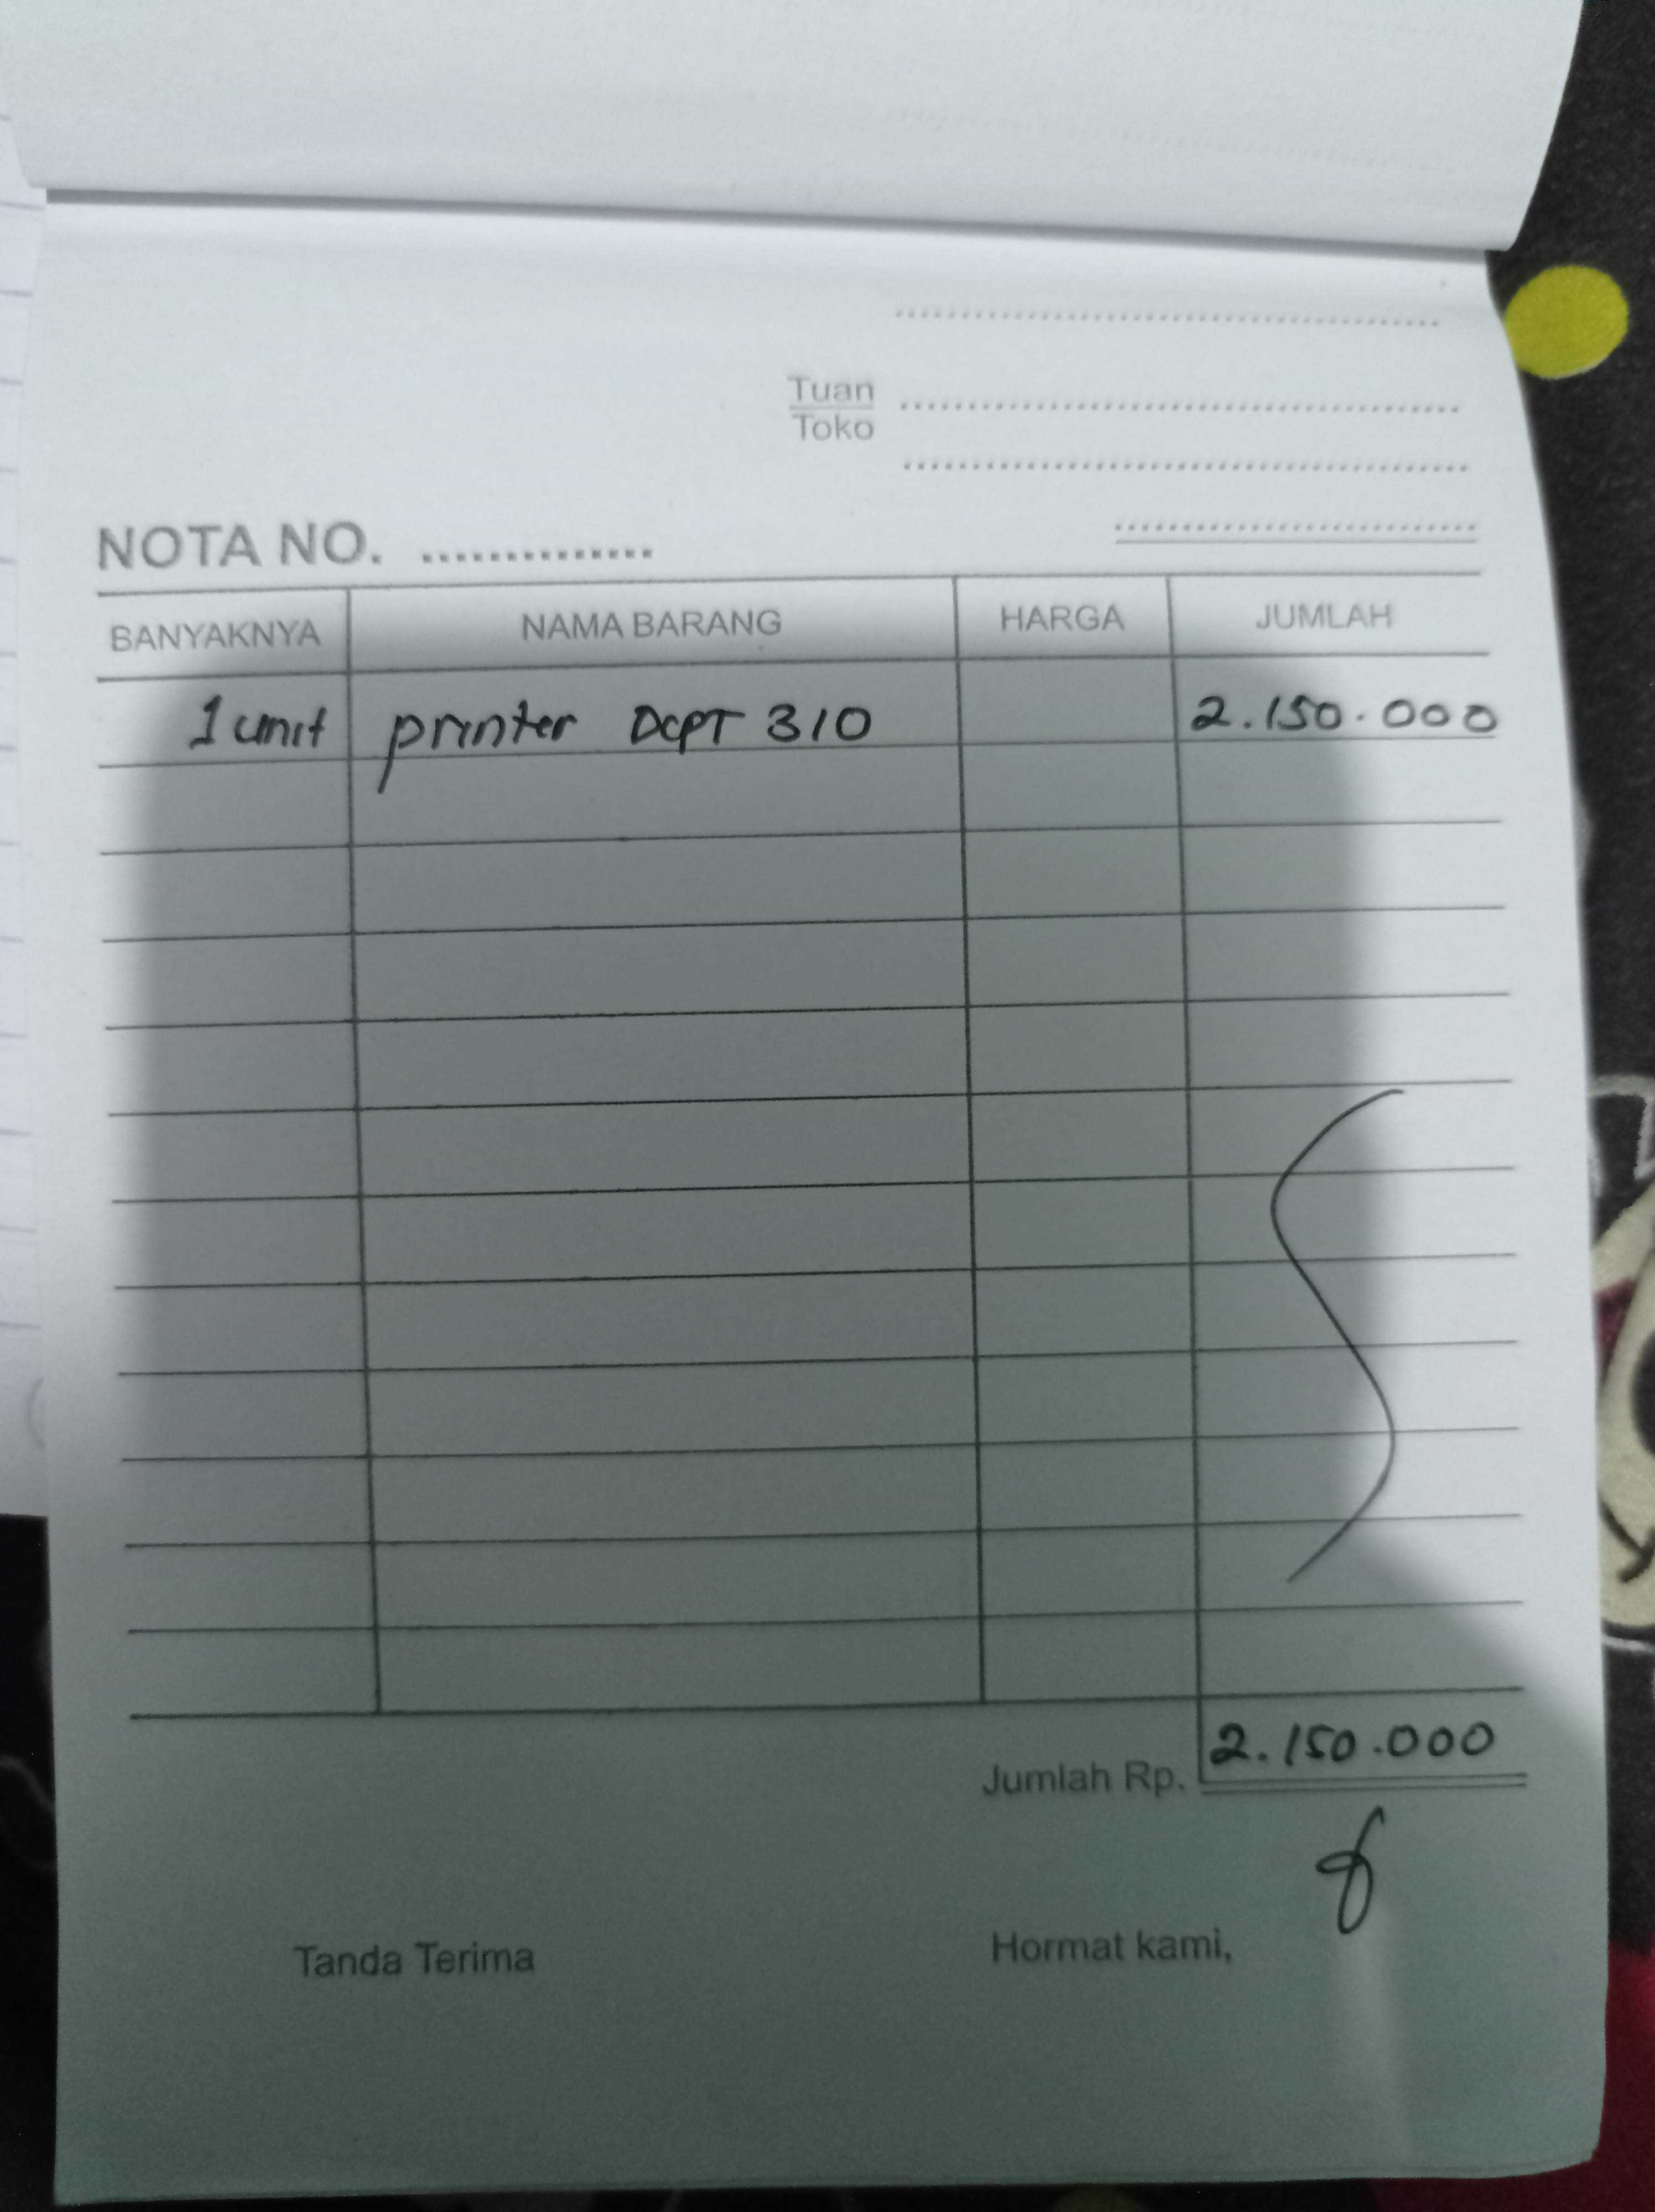 Tuan
Toko
NOTA NO. ..............
BANYAKNYA NAMA BARANG HARGA JUMLAH
1 unit printer DCPT 310 2.150.000
Jumlah Rp. 2.150.000
Tanda Terima Hormat kami,